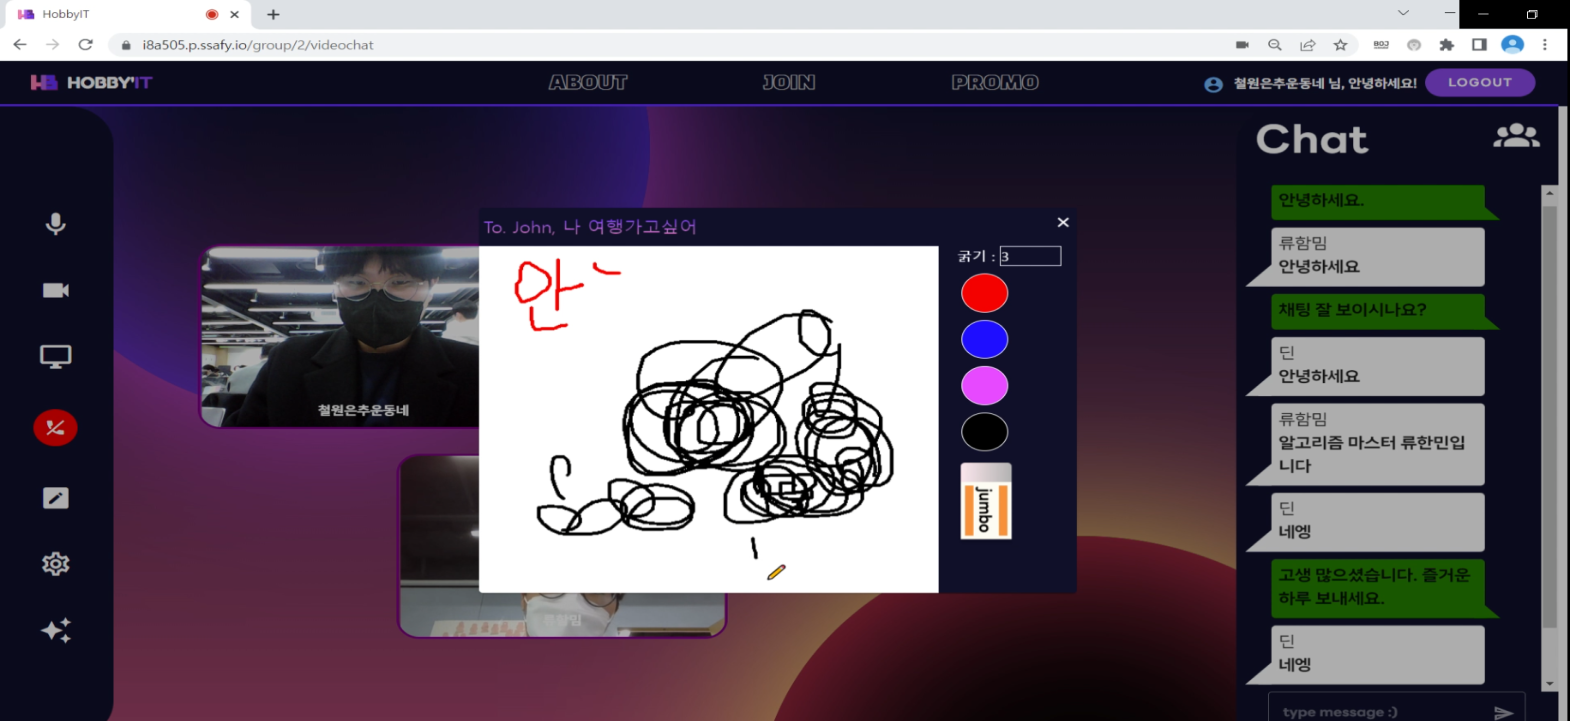 HobbyIT
i8a505.p.ssafy.io/group/2/videochat
BOJ
HOBBY'IT
ABOUT
JOIN
PROMO
철원은추운동네 님, 안녕하세요!
LOGOUT
To. John, 나 여행가고싶어
굵기 : 3
안
jumbo
철원은추운동네
Chat
안녕하세요.
류함밈
안녕하세요
채팅 잘 보이시나요?
딘
안녕하세요
류함밈
알고리즘 마스터 류한민입
니다
딘
네엥
고생 많으셨습니다. 즐거운
하루 보내세요.
딘
네엥
type message :)